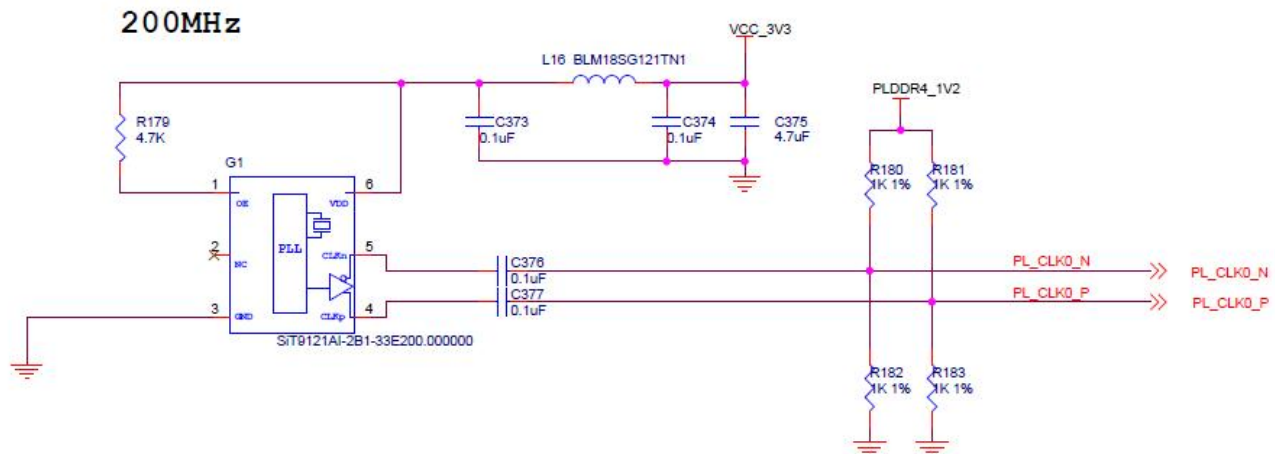 200MHz
VCC_3V3
L16 BLM18SG121TN1
PLDDR4_1V2
R179
4.7K
C373
0.1uF
C374
0.1uF
C375
4.7uF
R180
1K 1%
R181
1K 1%
G1
1
OE
6
VDD
PLL
2
NC
5
CLKn
3
GND
4
CLKp
SiT9121AI-2B1-33E200.000000
C376
0.1uF
C377
0.1uF
PL_CLK0_N
PL_CLK0_N
PL_CLK0_P
PL_CLK0_P
R182
1K 1%
R183
1K 1%